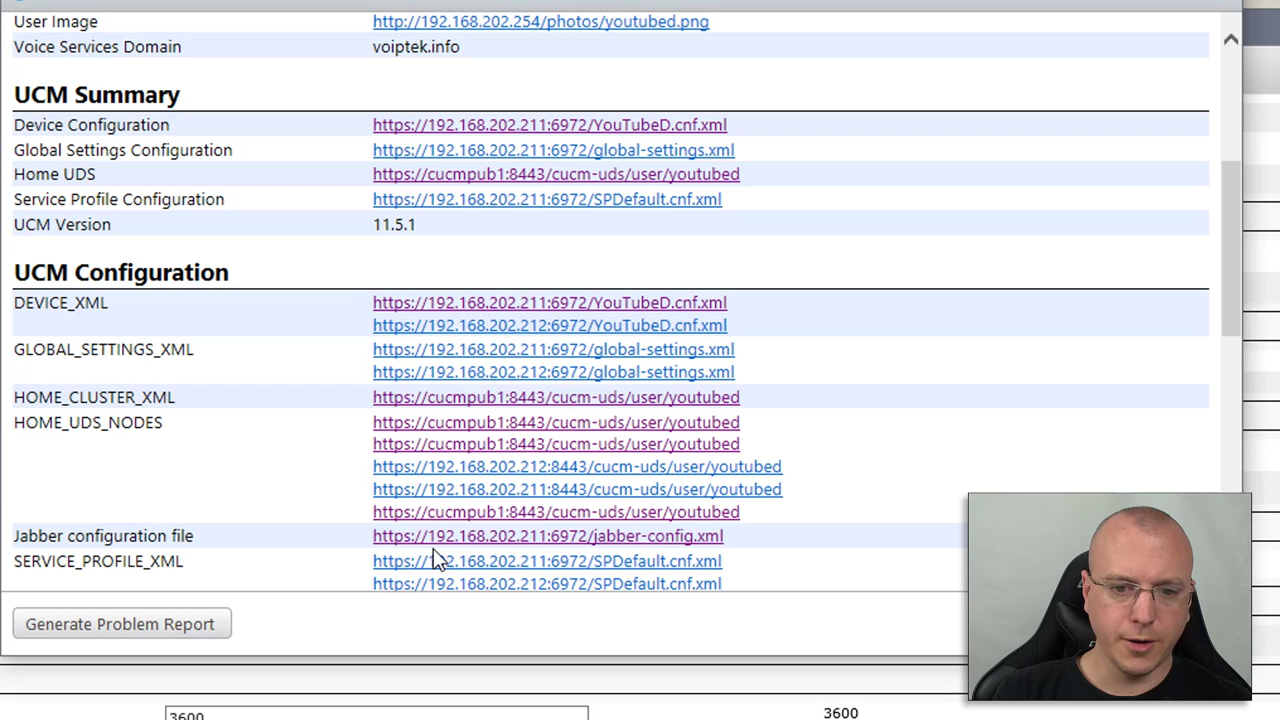 User Image http://192.168.202.254/photos/youtubed.png
Voice Services Domain voiptek.info
UCM Summary
Device Configuration https://192.168.202.211:6972/YouTubeD.cnf.xml
Global Settings Configuration https://192.168.202.211:6972/global-settings.xml
Home UDS https://cucmpub1:8443/cucm-uds/user/youtubed
Service Profile Configuration https://192.168.202.211:6972/SPDefault.cnf.xml
UCM Version 11.5.1
UCM Configuration
DEVICE_XML https://192.168.202.211:6972/YouTubeD.cnf.xml
https://192.168.202.212:6972/YouTubeD.cnf.xml
GLOBAL_SETTINGS_XML https://192.168.202.211:6972/global-settings.xml
https://192.168.202.212:6972/global-settings.xml
HOME_CLUSTER_XML https://cucmpub1:8443/cucm-uds/user/youtubed
HOME_UDS_NODES https://cucmpub1:8443/cucm-uds/user/youtubed
https://cucmpub1:8443/cucm-uds/user/youtubed
https://192.168.202.212:8443/cucm-uds/user/youtubed
https://192.168.202.211:8443/cucm-uds/user/youtubed
https://cucmpub1:8443/cucm-uds/user/youtubed
Jabber configuration file https://192.168.202.211:6972/jabber-config.xml
SERVICE_PROFILE_XML https://192.168.202.211:6972/SPDefault.cnf.xml
https://192.168.202.212:6972/SPDefault.cnf.xml
Generate Problem Report
3600 3600